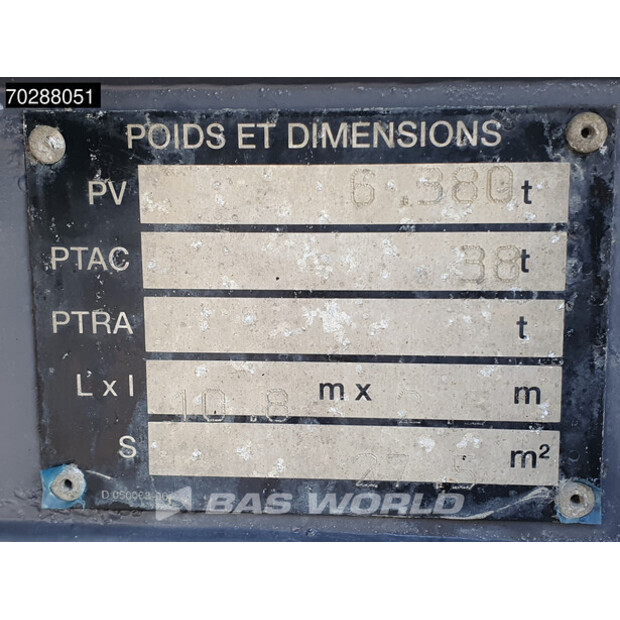 70288051
POIDS ET DIMENSIONS
PV 6.380 t
PTAC 38 t
PTRA t
L x l 10.8 m x m
S m²
BAS WORLD